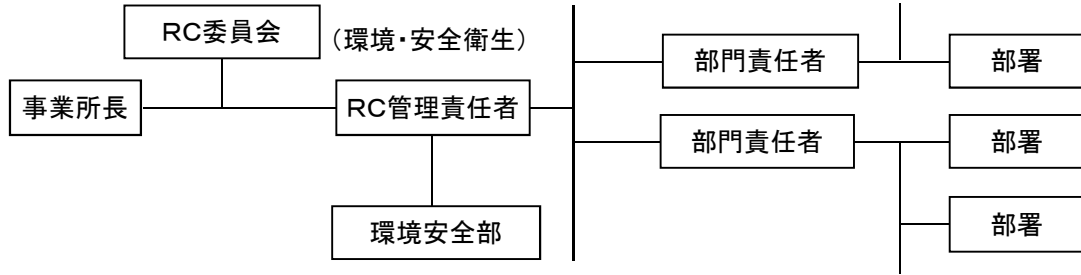 RC委員会
(環境・安全衛生)
部門責任者
部署
事業所長
RC管理責任者
部門責任者
部署
環境安全部
部署